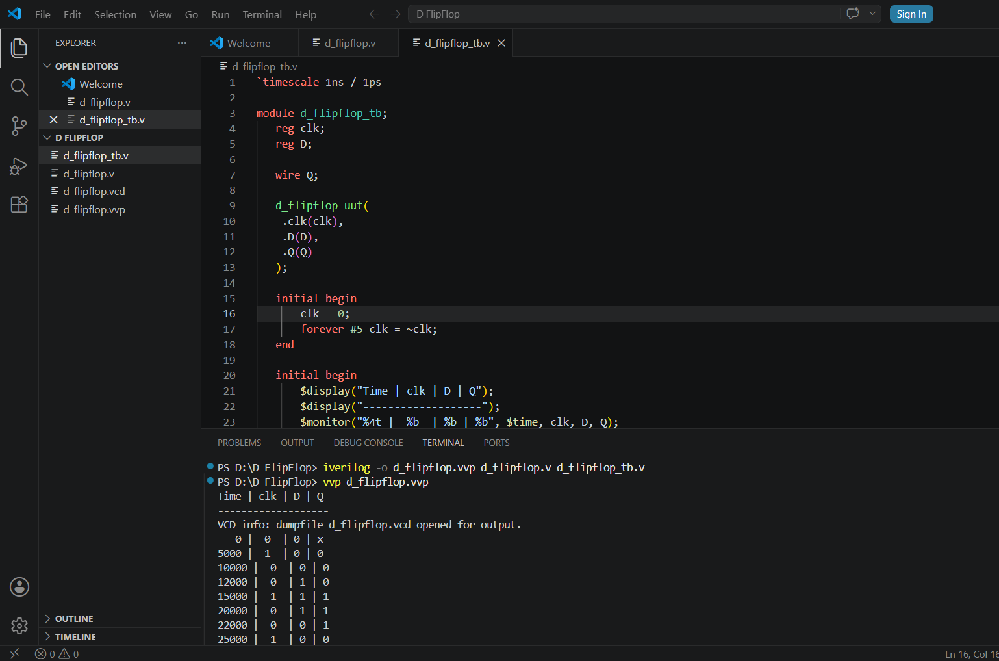 File Edit Selection View Go Run Terminal Help D FlipFlop Sign In
EXPLORER
OPEN EDITORS
Welcome
d_flipflop.v
d_flipflop_tb.v
D FLIPFLOP
d_flipflop_tb.v
d_flipflop.v
d_flipflop.vcd
d_flipflop.vvp
OUTLINE
TIMELINE
Welcome d_flipflop.v d_flipflop_tb.v
d_flipflop_tb.v
1 `timescale 1ns / 1ps
2
3 module d_flipflop_tb;
4 reg clk;
5 reg D;
6
7 wire Q;
8
9 d_flipflop uut(
10 .clk(clk),
11 .D(D),
12 .Q(Q)
13 );
14
15 initial begin
16 clk = 0;
17 forever #5 clk = ~clk;
18 end
19
20 initial begin
21 $display("Time | clk | D | Q");
22 $display("-------------------");
23 $monitor("%4t |  %b  | %b | %b", $time, clk, D, Q);
PROBLEMS OUTPUT DEBUG CONSOLE TERMINAL PORTS
PS D:\D FlipFlop> iverilog -o d_flipflop.vvp d_flipflop.v d_flipflop_tb.v
PS D:\D FlipFlop> vvp d_flipflop.vvp
Time | clk | D | Q
-------------------
VCD info: dumpfile d_flipflop.vcd opened for output.
   0 |  0  | 0 | x
5000 |  1  | 0 | 0
10000 |  0  | 0 | 0
12000 |  0  | 1 | 0
15000 |  1  | 1 | 1
20000 |  0  | 1 | 1
22000 |  0  | 0 | 1
25000 |  1  | 0 | 0
0 0 Ln 16, Col 16